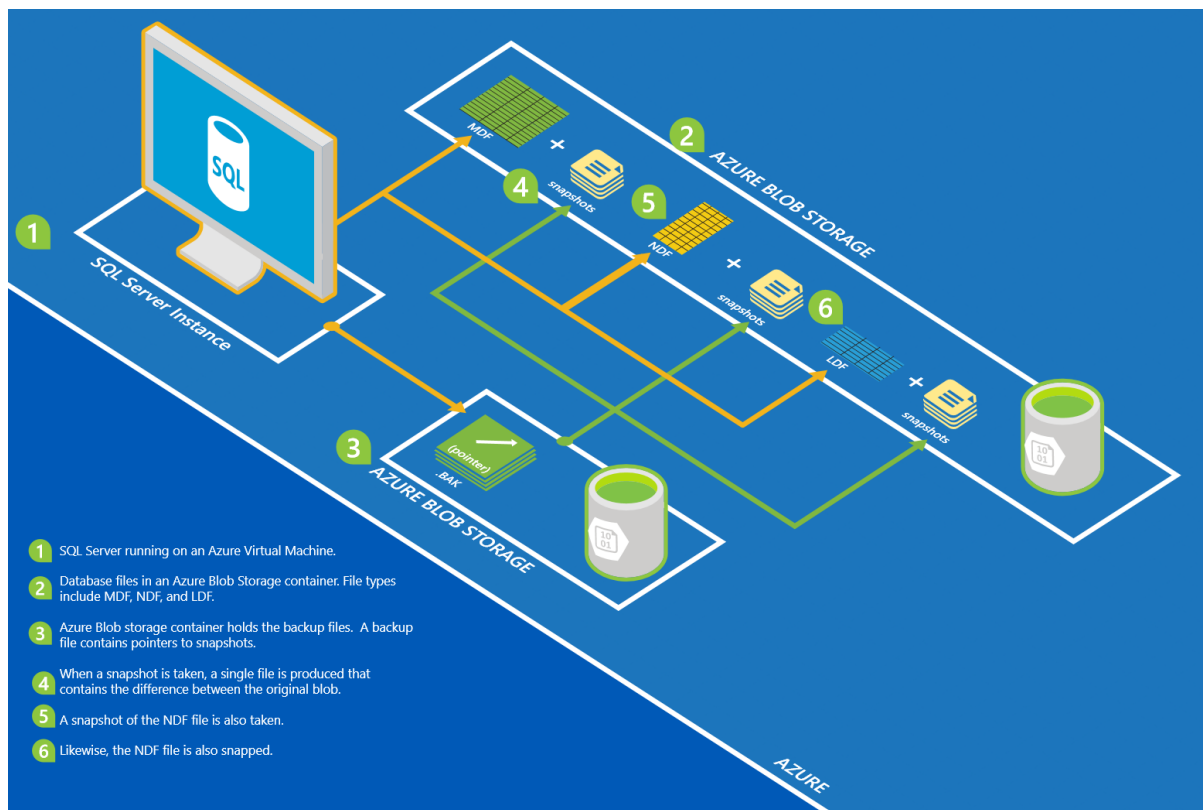 SQL
1
SQL Server Instance
2
AZURE BLOB STORAGE
MDF
+
4
snapshots
5
NDF
+
snapshots
6
LDF
+
snapshots
10
01
3
(pointer)
.BAK
AZURE BLOB STORAGE
10
01
1 SQL Server running on an Azure Virtual Machine.
2 Database files in an Azure Blob Storage container. File types
include MDF, NDF, and LDF.
3 Azure Blob storage container holds the backup files. A backup
file contains pointers to snapshots.
4 When a snapshot is taken, a single file is produced that
contains the difference between the original blob.
5 A snapshot of the NDF file is also taken.
6 Likewise, the NDF file is also snapped.
AZURE